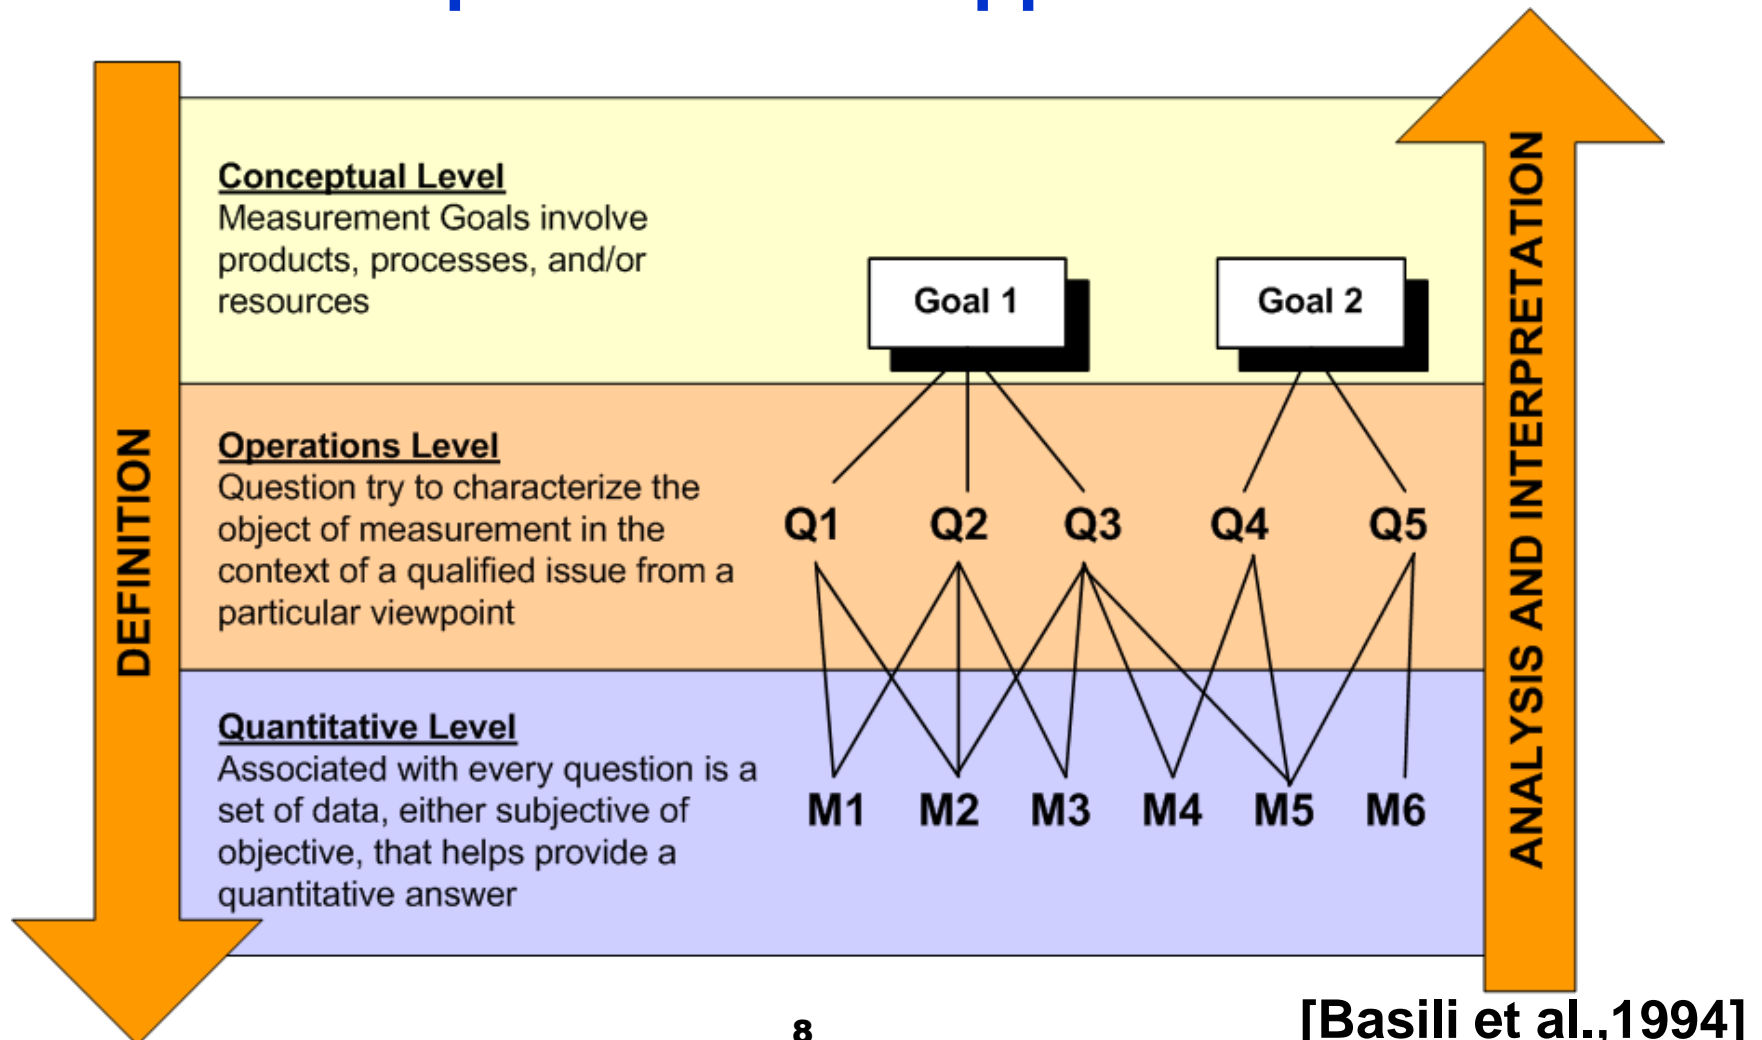 Conceptual Level
Measurement Goals involve
products, processes, and/or
resources
Goal 1
Goal 2
Operations Level
Question try to characterize the
object of measurement in the
context of a qualified issue from a
particular viewpoint
Q1 Q2 Q3 Q4 Q5
Quantitative Level
Associated with every question is a
set of data, either subjective of
objective, that helps provide a
quantitative answer
M1 M2 M3 M4 M5 M6
DEFINITION
ANALYSIS AND INTERPRETATION
8
[Basili et al.,1994]